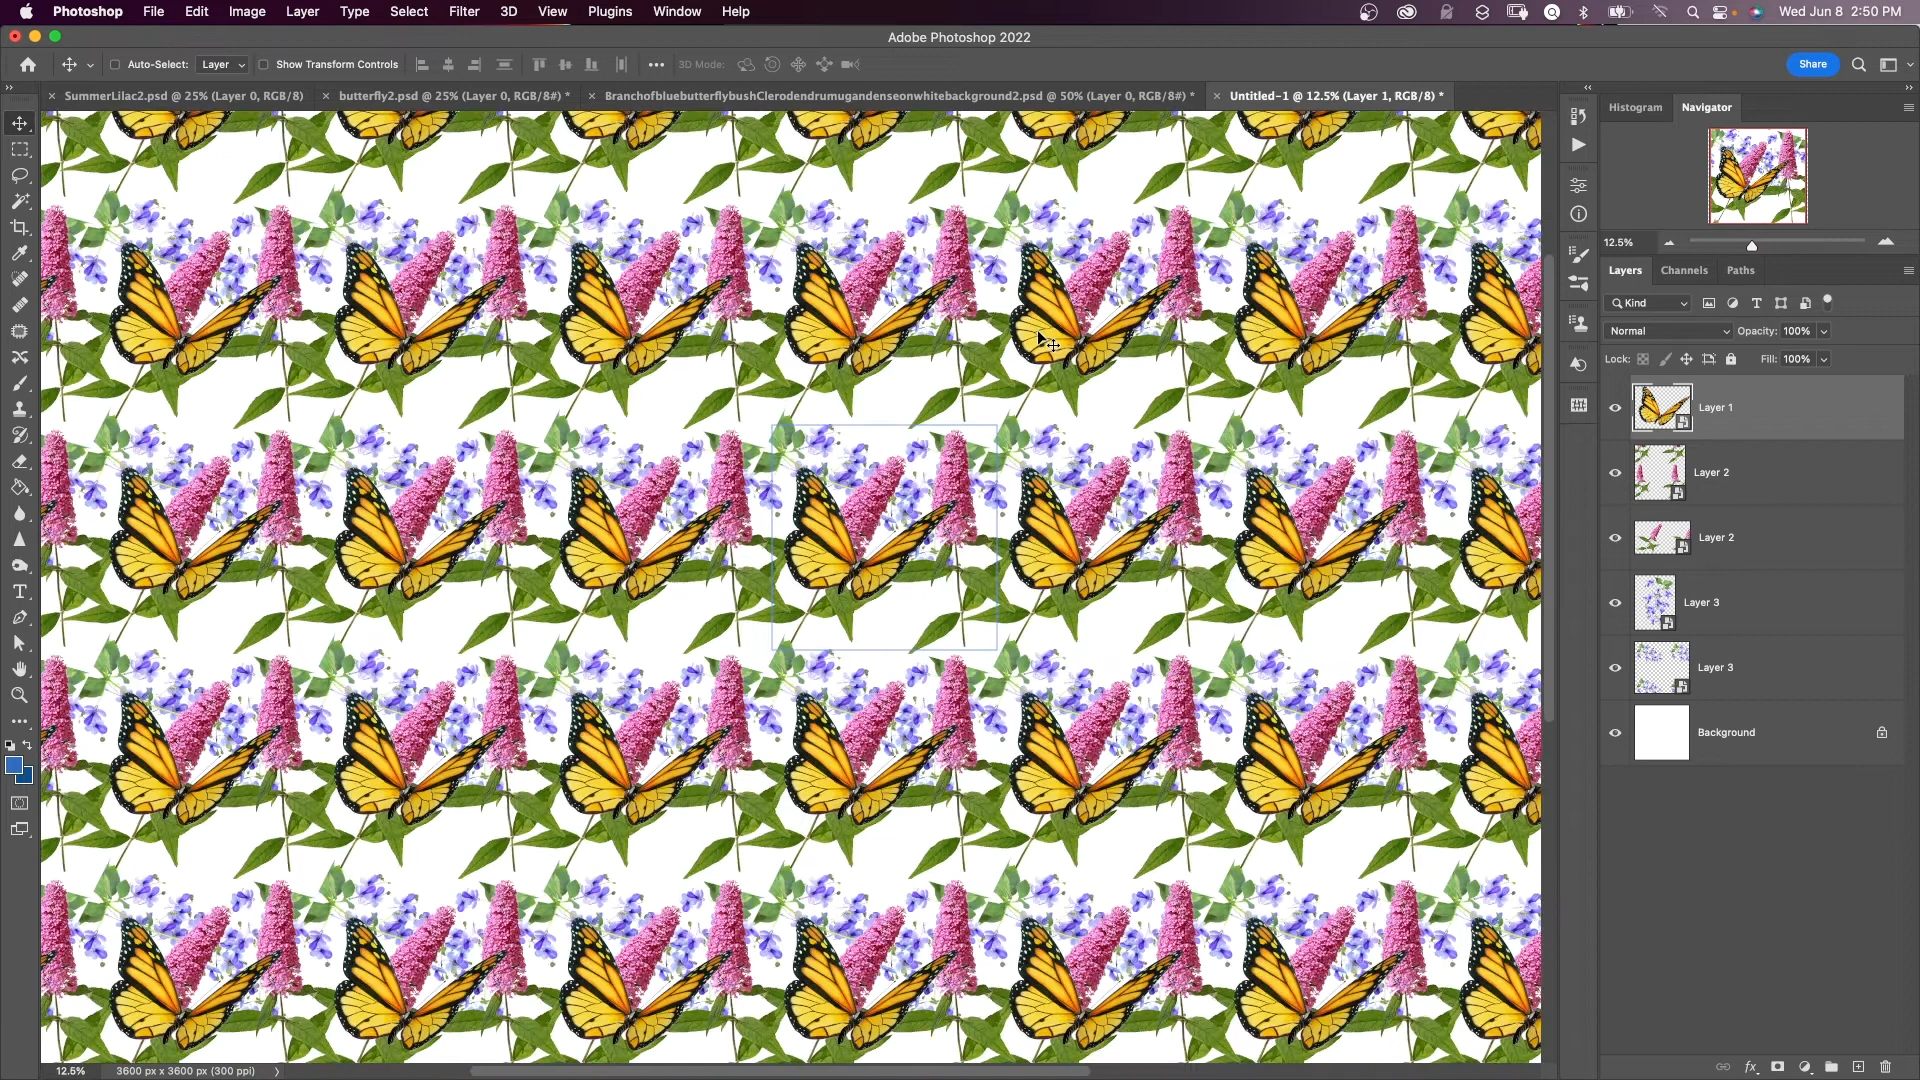 Photoshop File Edit Image Layer Type Select Filter 3D View Plugins Window Help Wed Jun 8 2:50 PM
Adobe Photoshop 2022
Auto-Select: Layer Show Transform Controls 3D Mode: Share
SummerLilac2.psd @ 25% (Layer 0, RGB/8) butterfly2.psd @ 25% (Layer 0, RGB/8#) * BranchofbluebutterflybushClerodendrumugandenseonwhitebackground2.psd @ 50% (Layer 0, RGB/8#) * Untitled-1 @ 12.5% (Layer 1, RGB/8) *
Histogram Navigator
12.5%
Layers Channels Paths
Kind
Normal Opacity: 100%
Lock: Fill: 100%
Layer 1
Layer 2
Layer 2
Layer 3
Layer 3
Background
12.5% 3600 px x 3600 px (300 ppi)